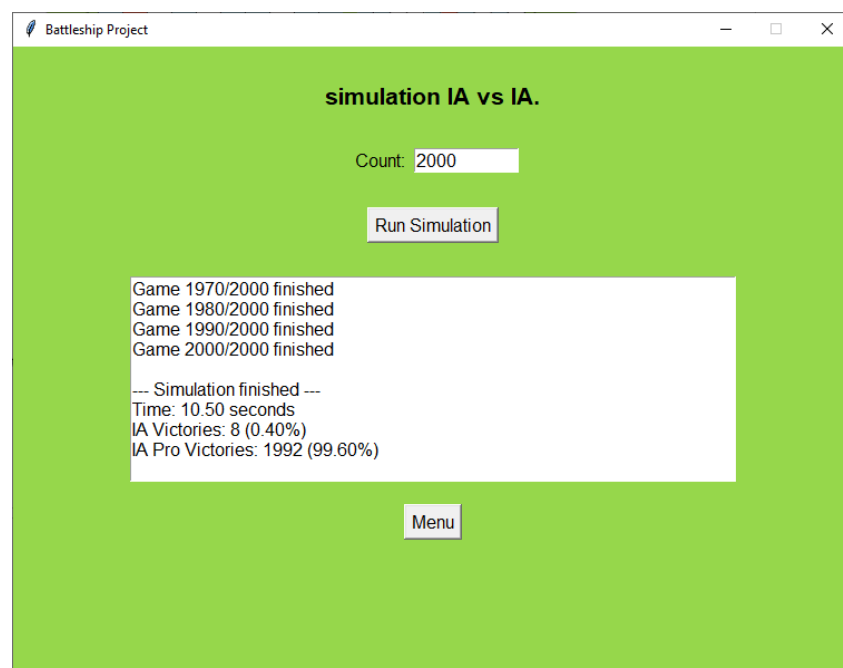 Battleship Project
simulation IA vs IA.
Count: 2000
Run Simulation
Game 1970/2000 finished
Game 1980/2000 finished
Game 1990/2000 finished
Game 2000/2000 finished
--- Simulation finished ---
Time: 10.50 seconds
IA Victories: 8 (0.40%)
IA Pro Victories: 1992 (99.60%)
Menu